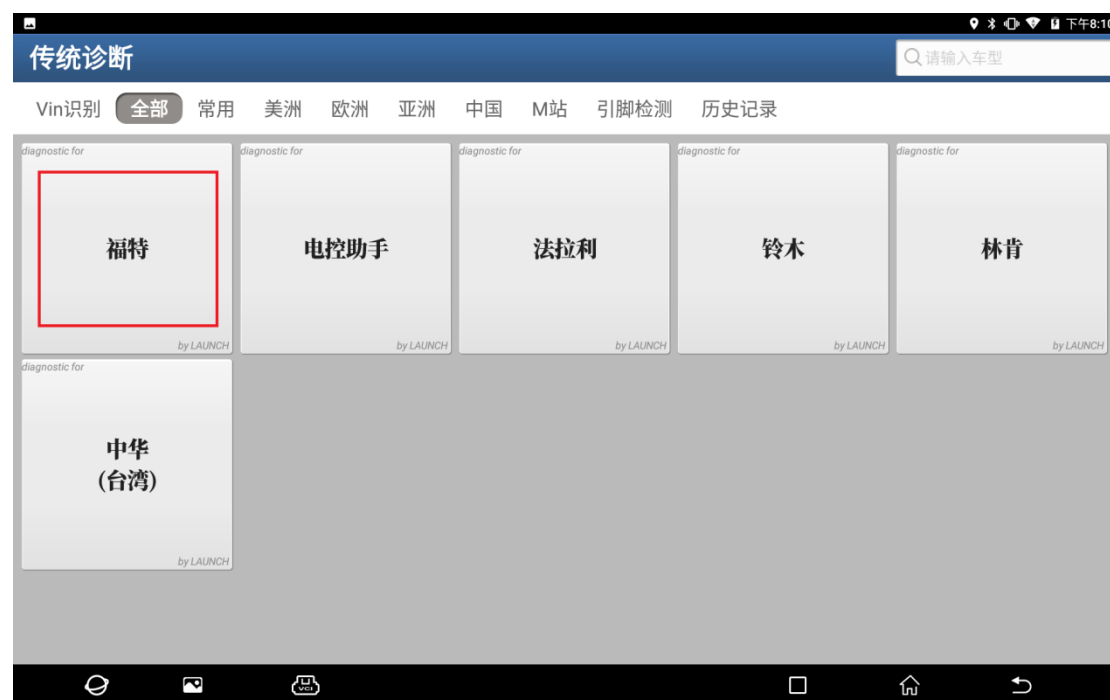 下午8:10
传统诊断
请输入车型
Vin识别 全部 常用 美洲 欧洲 亚洲 中国 M站 引脚检测 历史记录
diagnostic for diagnostic for diagnostic for diagnostic for diagnostic for
福特 电控助手 法拉利 铃木 林肯
by LAUNCH by LAUNCH by LAUNCH by LAUNCH by LAUNCH
diagnostic for
中华
(台湾)
by LAUNCH
VCI